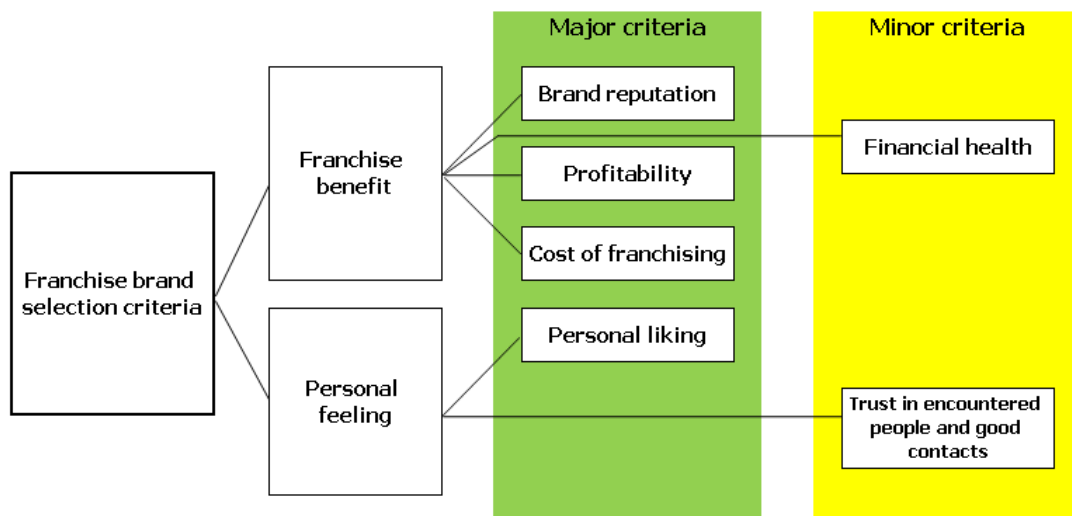 Major criteria
Minor criteria
Brand reputation
Financial health
Franchise
benefit
Profitability
Cost of franchising
Franchise brand
selection criteria
Personal liking
Personal
feeling
Trust in encountered
people and good
contacts